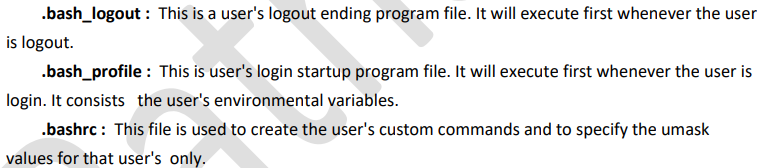 .bash_logout : This is a user's logout ending program file. It will execute first whenever the user
is logout.
.bash_profile : This is user's login startup program file. It will execute first whenever the user is
login. It consists the user's environmental variables.
.bashrc : This file is used to create the user's custom commands and to specify the umask
values for that user's only.